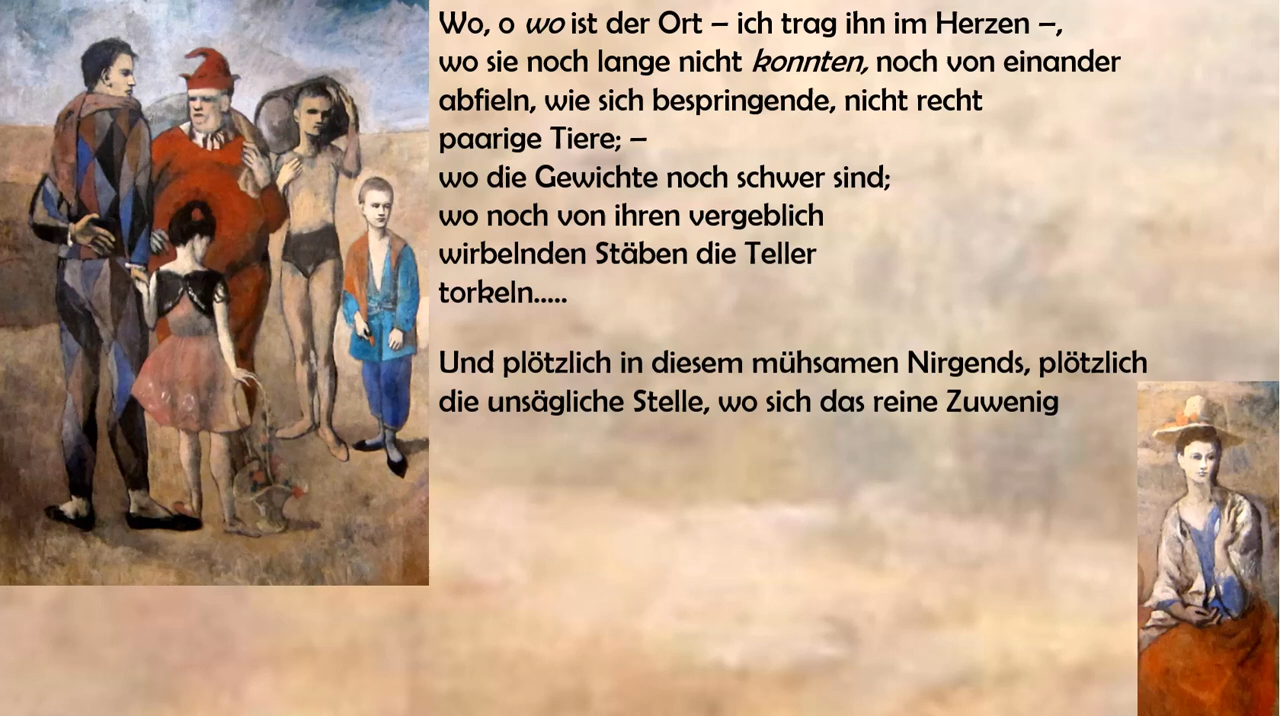 Wo, o wo ist der Ort – ich trag ihn im Herzen –,
wo sie noch lange nicht konnten, noch von einander
abfieln, wie sich bespringende, nicht recht
paarige Tiere; –
wo die Gewichte noch schwer sind;
wo noch von ihren vergeblich
wirbelnden Stäben die Teller
torkeln.....
Und plötzlich in diesem mühsamen Nirgends, plötzlich
die unsägliche Stelle, wo sich das reine Zuwenig